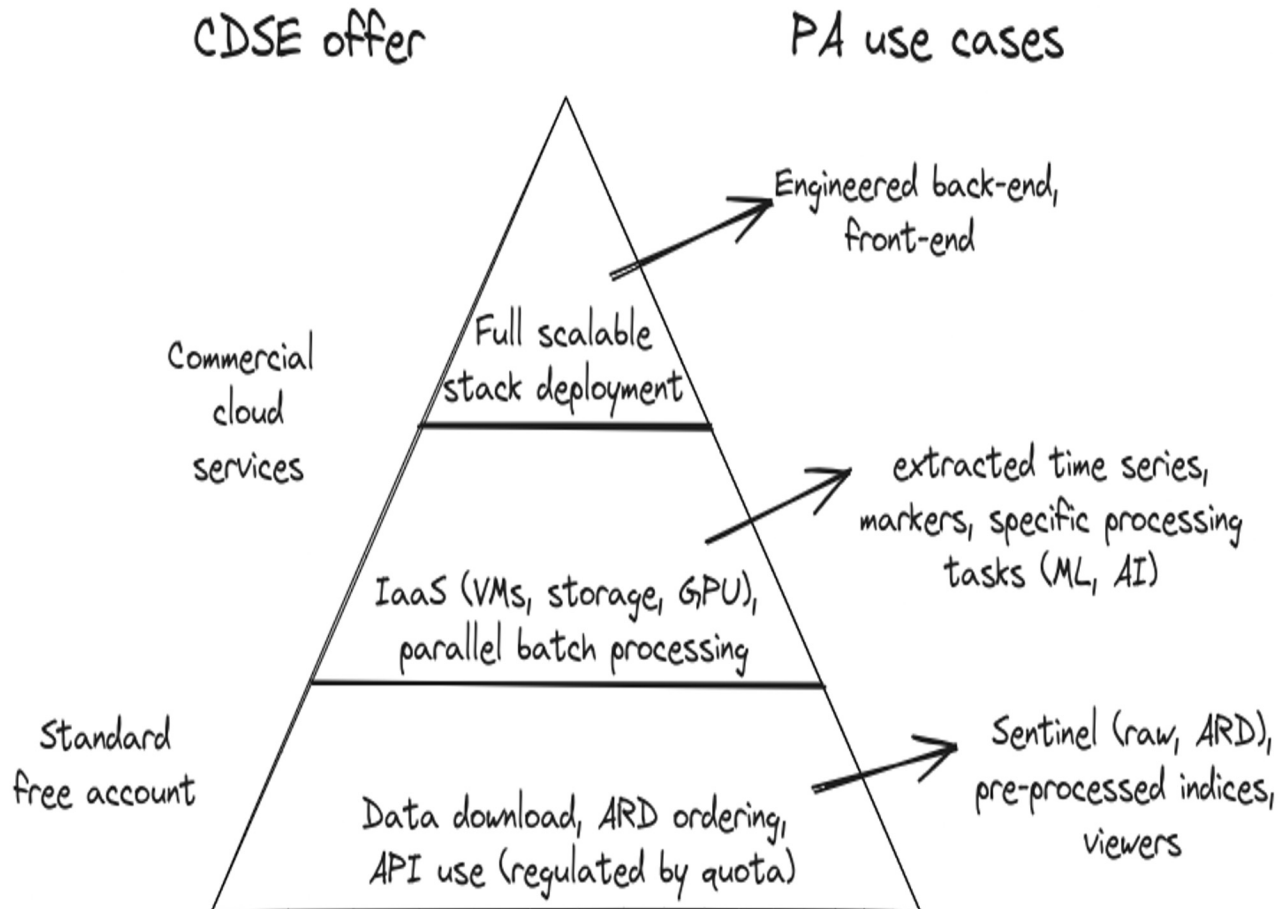 CDSE offer
PA use cases
Engineered back-end,
front-end
Full scalable
stack deployment
Commercial
cloud
services
extracted time series,
markers, specific processing
tasks (ML, AI)
IaaS (VMs, storage, GPU),
parallel batch processing
Standard
free account
Sentinel (raw, ARD),
pre-processed indices,
viewers
Data download, ARD ordering,
API use (regulated by quota)